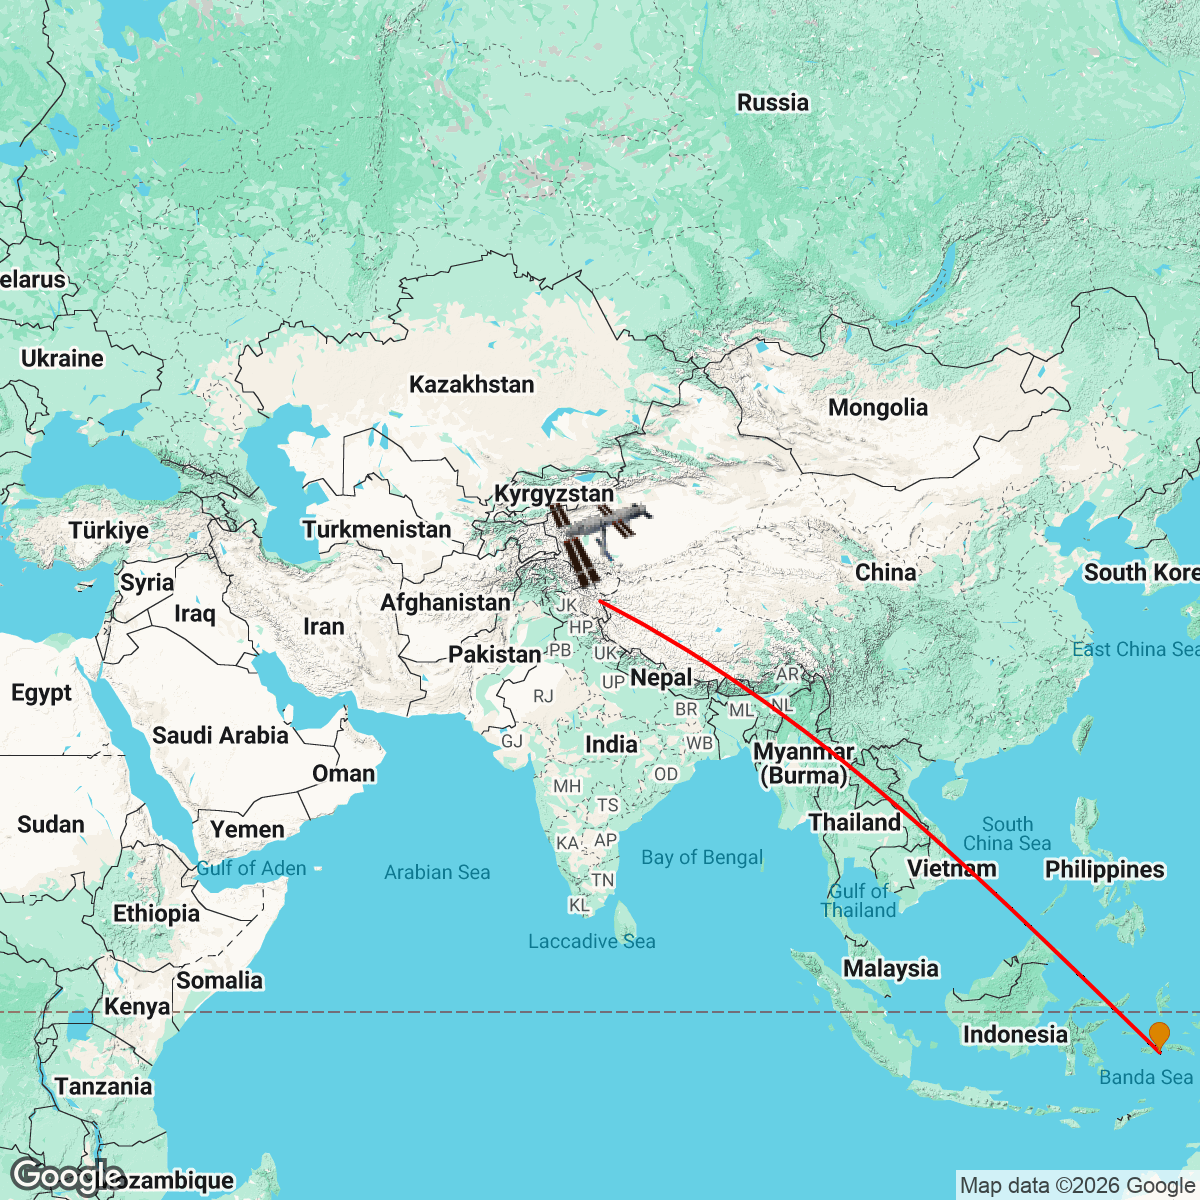 Russia
elarus
Ukraine
Kazakhstan
Mongolia
Kyrgyzstan
Türkiye
Turkmenistan
Syria
China
South Kore
Iraq
Afghanistan
JK
Iran
HP
East China Sea
Pakistan
PB
UK
Egypt
Nepal
AR
UP
RJ
BR
ML
NL
Saudi Arabia
GJ
India
WB
Myanmar
(Burma)
Oman
OD
MH
TS
Sudan
Yemen
Thailand
South
China Sea
KA
AP
Gulf of Aden
Arabian Sea
Bay of Bengal
Vietnam
Philippines
TN
Gulf of
Thailand
KL
Ethiopia
Laccadive Sea
Malaysia
Somalia
Kenya
Indonesia
Banda Sea
Tanzania
Google
ozambique
Map data ©2026 Google